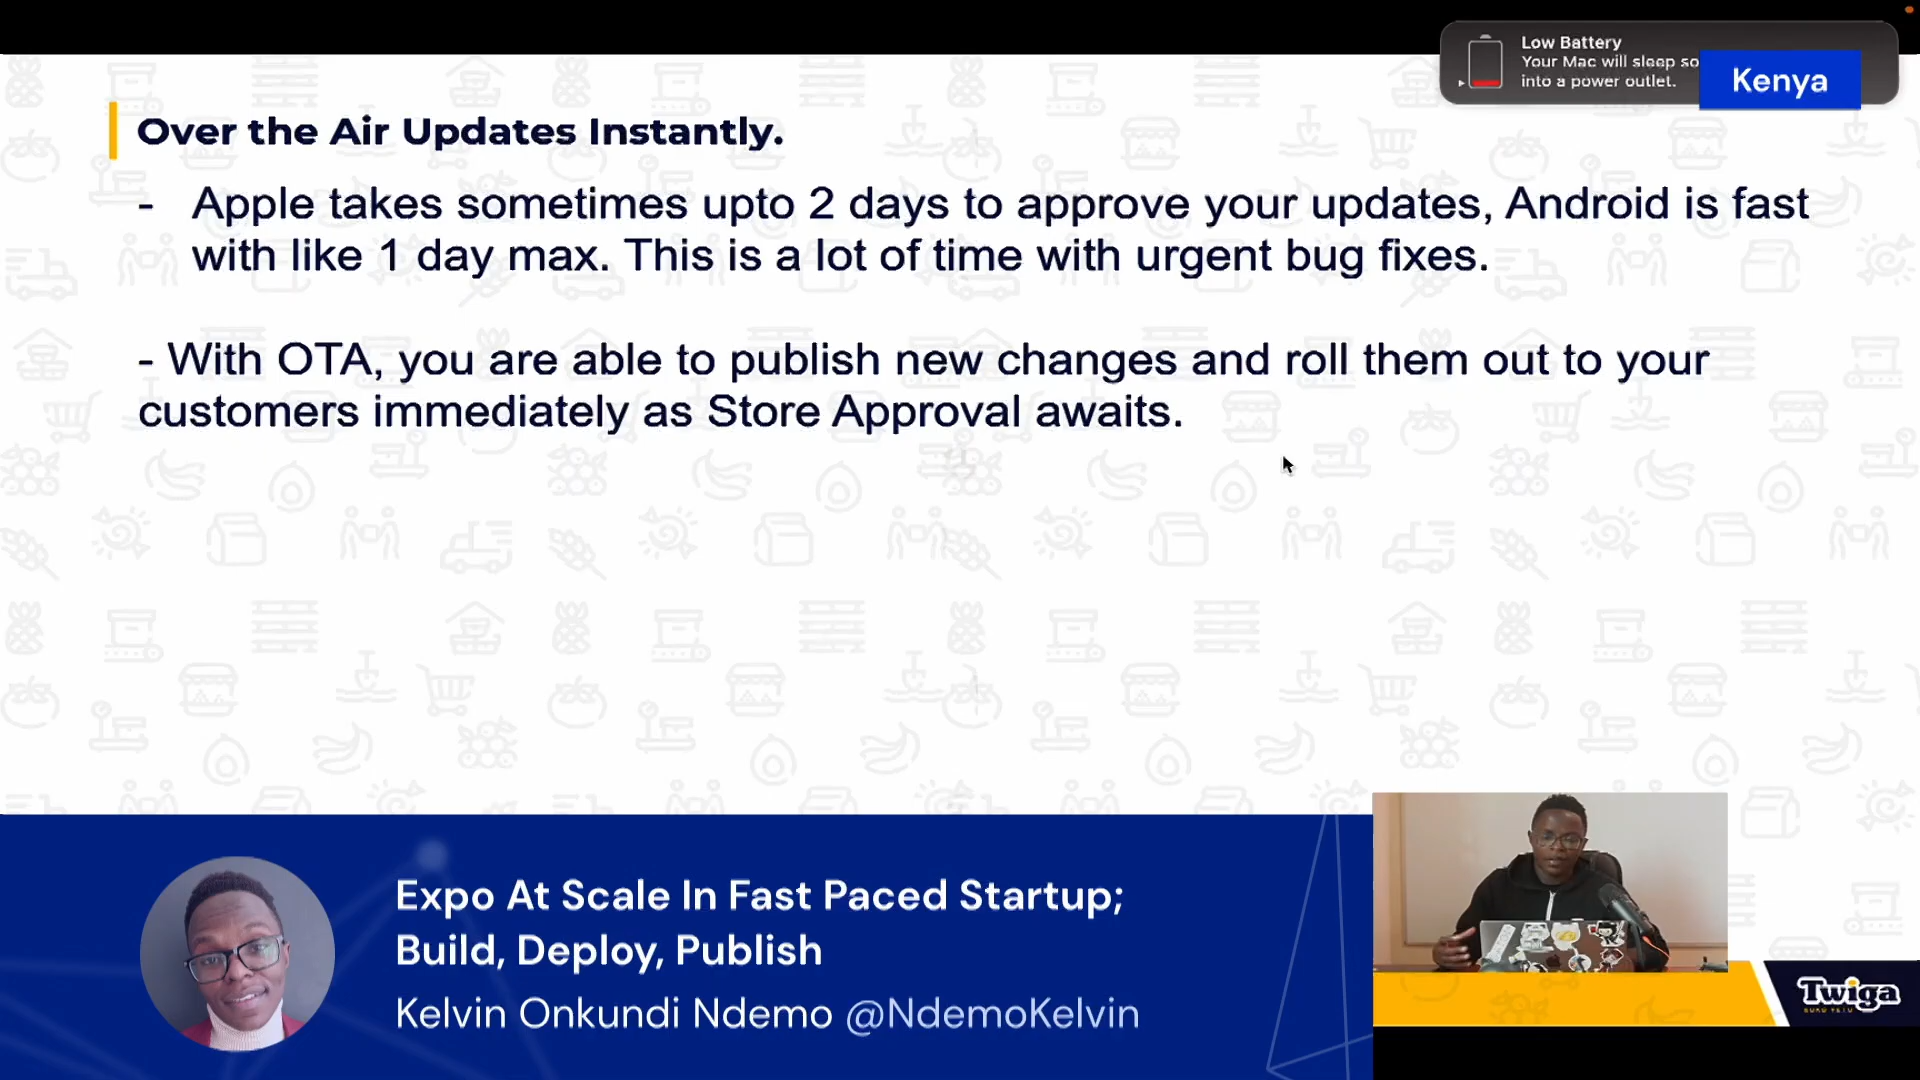 Low Battery
Your Mac will sleep so
into a power outlet.
Kenya
Over the Air Updates Instantly.
- Apple takes sometimes upto 2 days to approve your updates, Android is fast
with like 1 day max. This is a lot of time with urgent bug fixes.
- With OTA, you are able to publish new changes and roll them out to your
customers immediately as Store Approval awaits.
Expo At Scale In Fast Paced Startup;
Build, Deploy, Publish
Kelvin Onkundi Ndemo @NdemoKelvin
Twiga